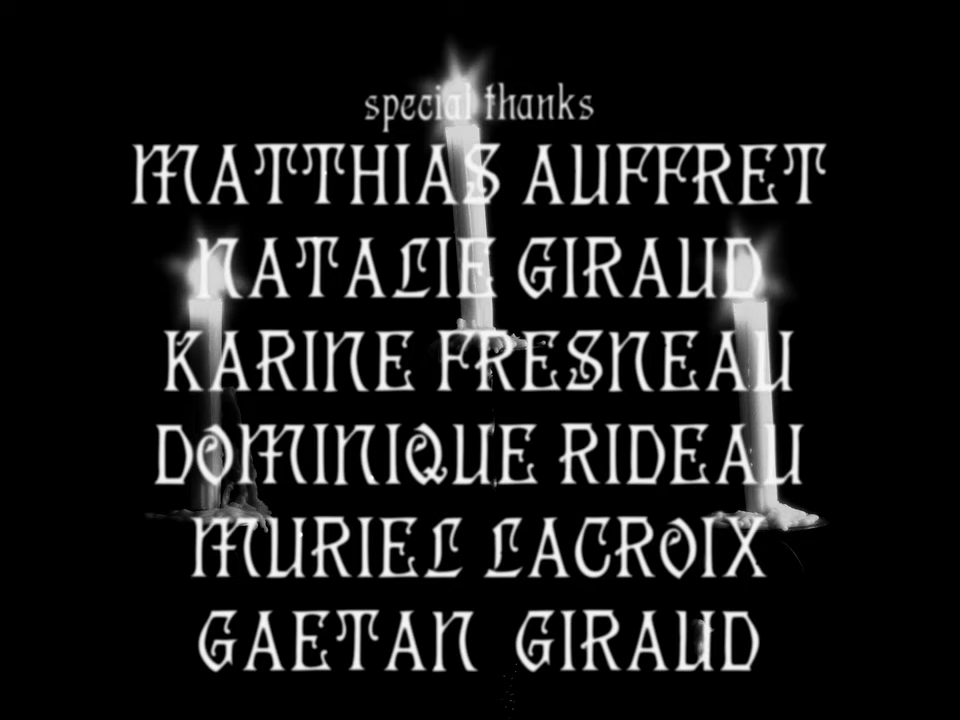 special thanks
MATTHIAS AUFFRET
NATALIE GIRAUD
KARINE FRESNEAU
DOMINIQUE RIDEAU
MURIEL LACROIX
GAETAN GIRAUD